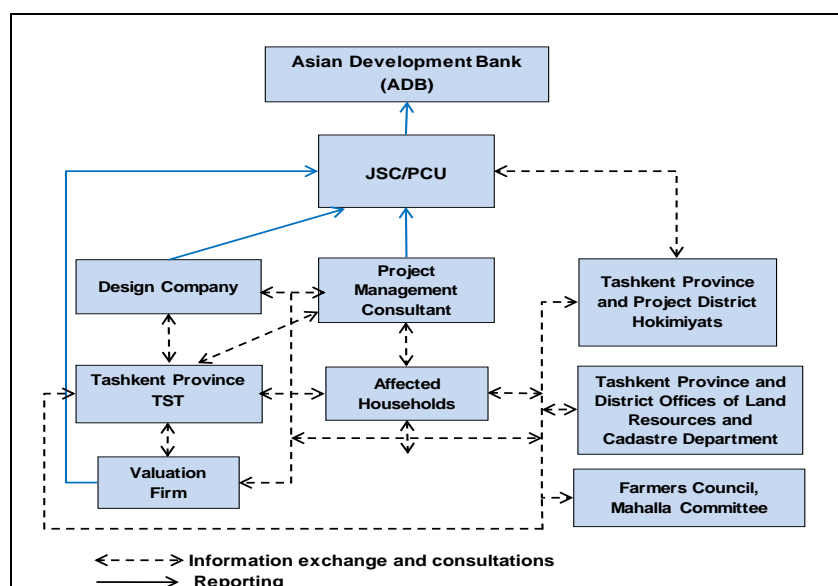 Asian Development Bank
(ADB)
JSC/PCU
Design Company
Project
Management
Consultant
Tashkent Province
and Project District
Hokimiyats
Tashkent Province
TST
Affected
Households
Tashkent Province and
District Offices of Land
Resources and
Cadastre Department
Valuation
Firm
Farmers Council,
Mahalla Committee
Information exchange and consultations
Reporting